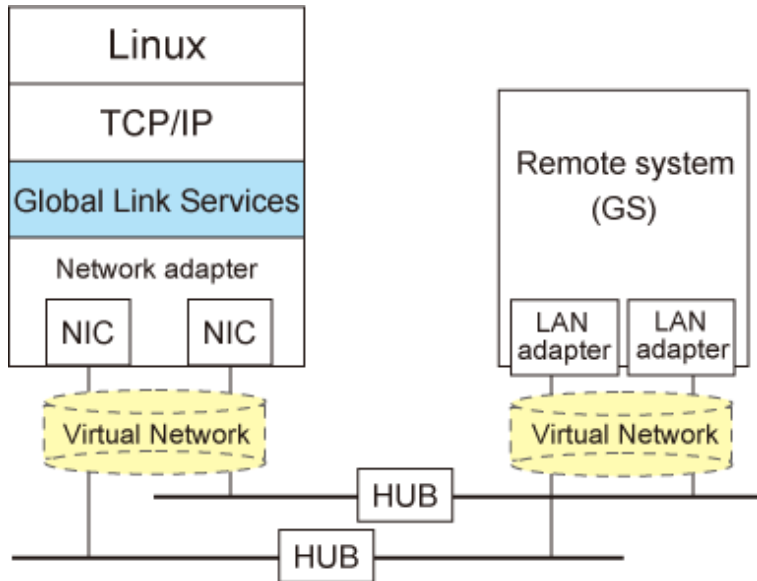 Linux
TCP/IP
Global Link Services
Network adapter
NIC
NIC
Virtual Network
Remote system
(GS)
LAN
adapter
LAN
adapter
Virtual Network
HUB
HUB